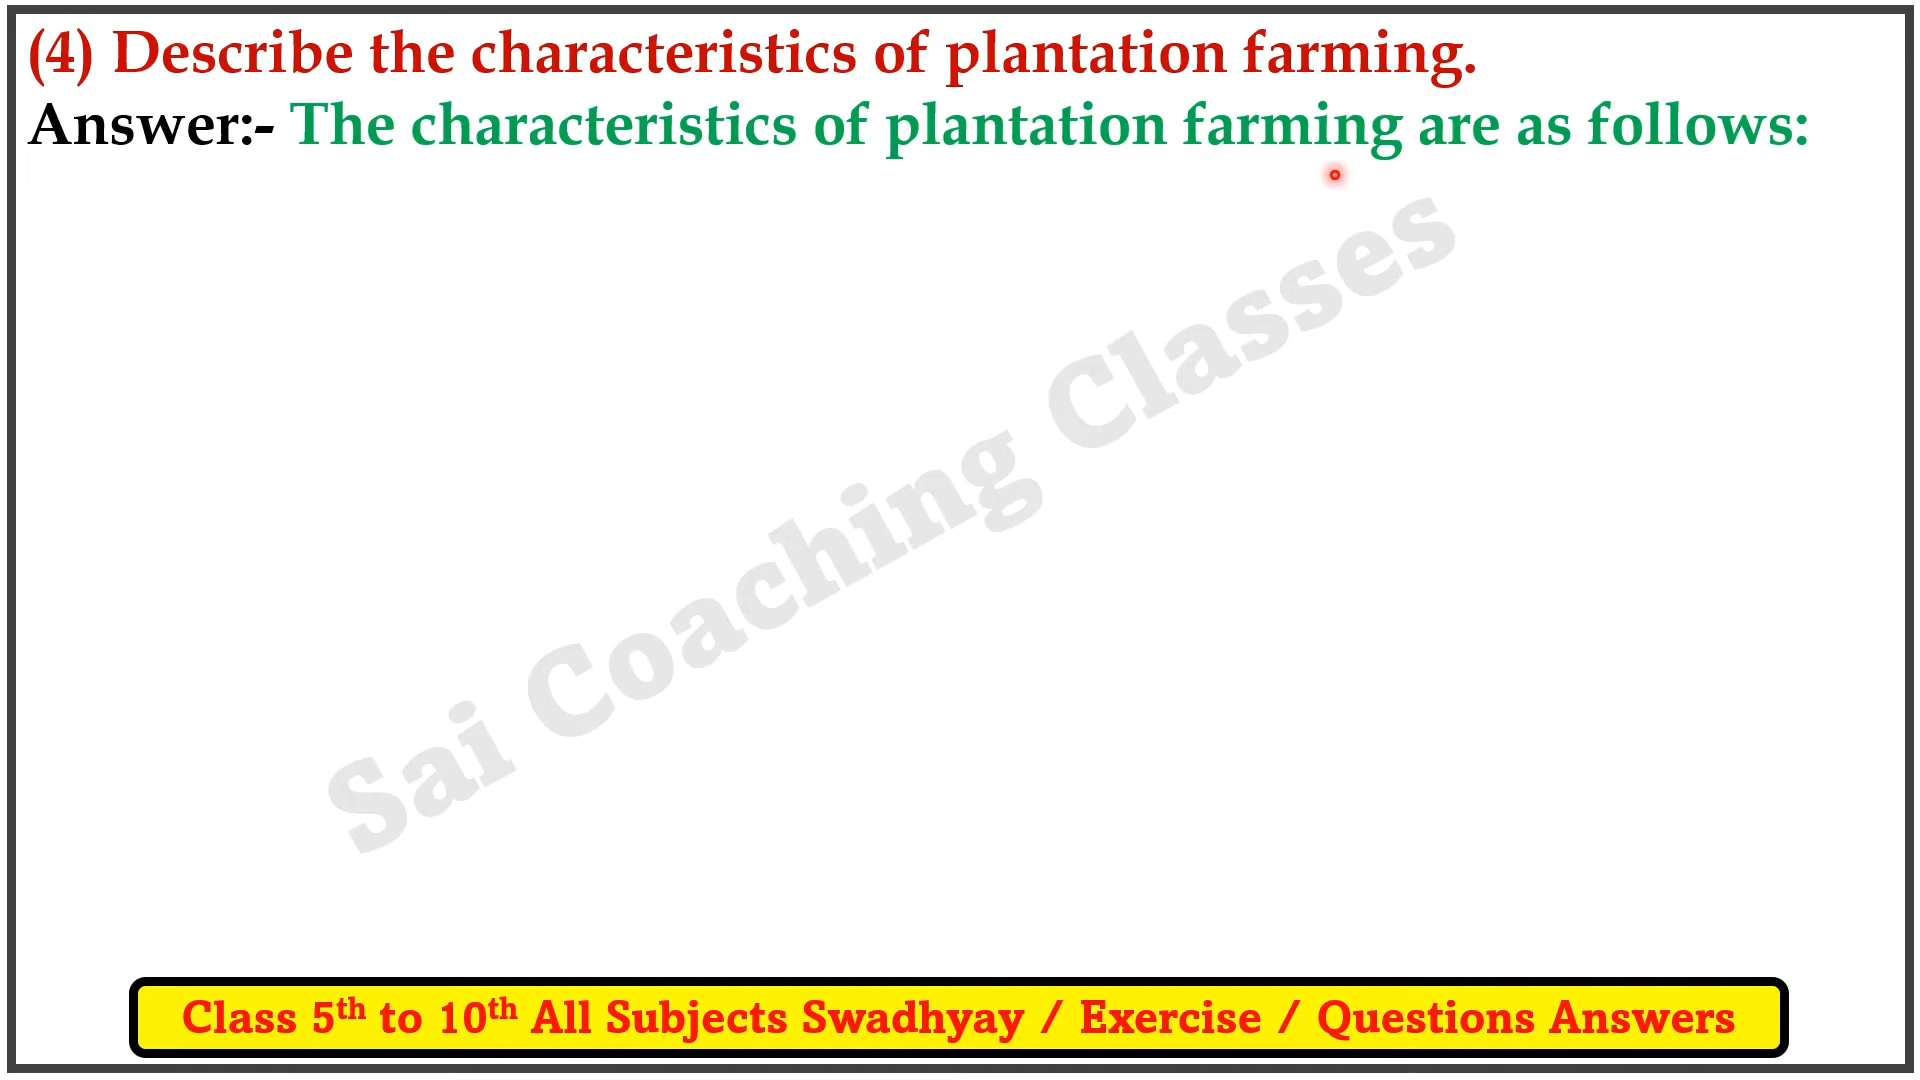 (4) Describe the characteristics of plantation farming.
Answer:- The characteristics of plantation farming are as follows:
Sai Coaching Classes
Class 5th to 10th All Subjects Swadhyay / Exercise / Questions Answers